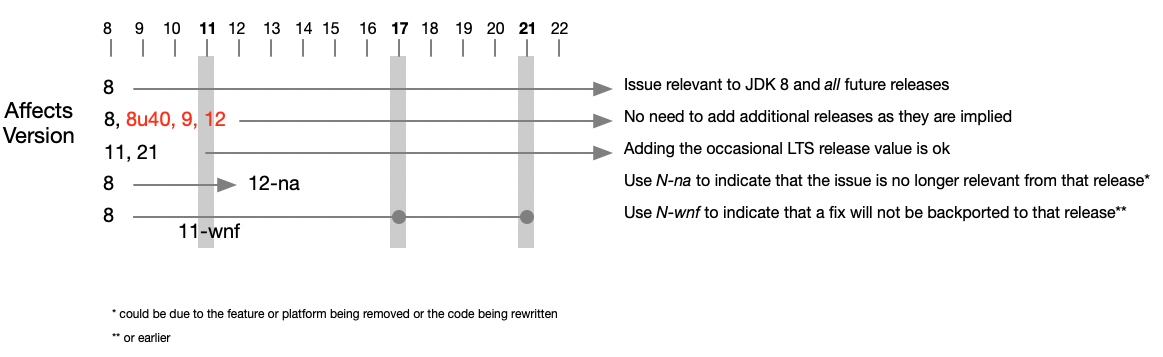 8 9 10 11 12 13 14 15 16 17 18 19 20 21 22
Affects
Version
8 Issue relevant to JDK 8 and all future releases
8, 8u40, 9, 12 No need to add additional releases as they are implied
11, 21 Adding the occasional LTS release value is ok
8 12-na Use N-na to indicate that the issue is no longer relevant from that release*
8 Use N-wnf to indicate that a fix will not be backported to that release**
11-wnf
* could be due to the feature or platform being removed or the code being rewritten
** or earlier